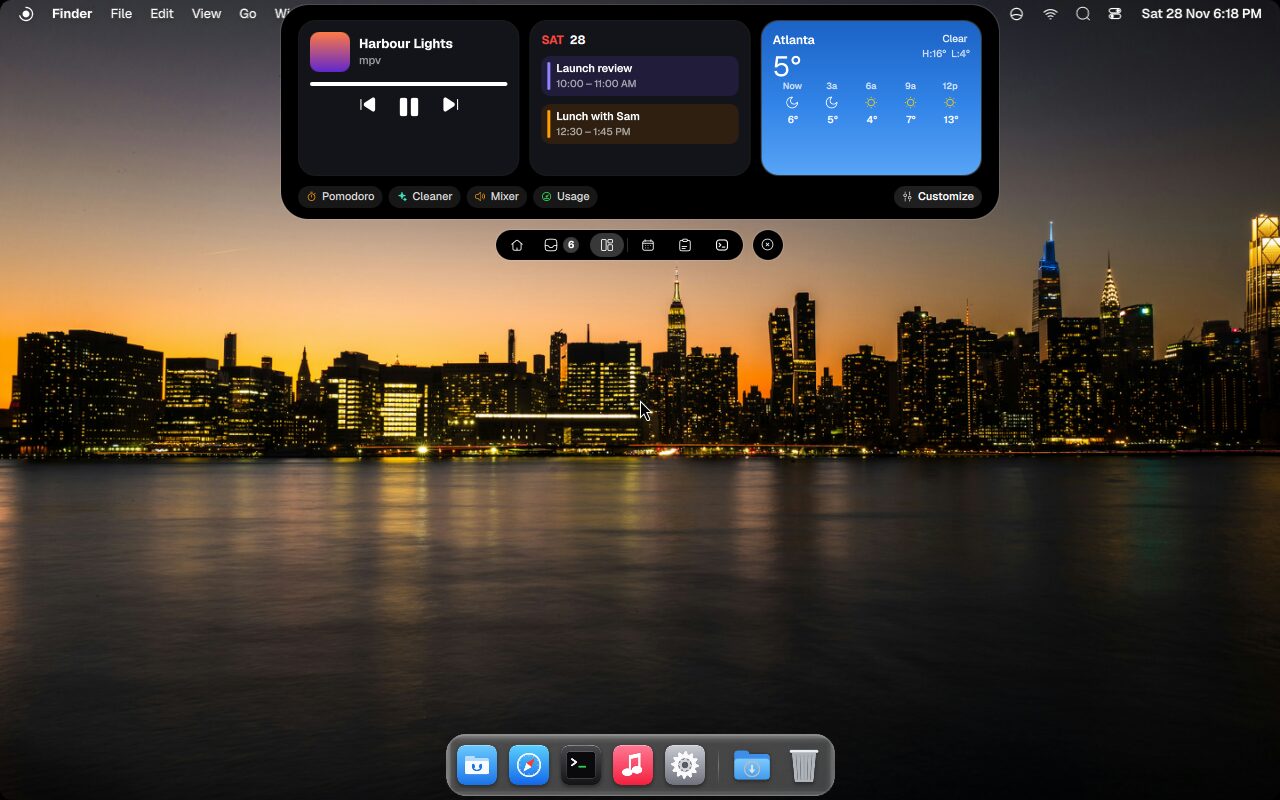 Finder File Edit View Go Wi
Sat 28 Nov 6:18 PM
Harbour Lights
mpv
SAT 28
Launch review
10:00 – 11:00 AM
Lunch with Sam
12:30 – 1:45 PM
Atlanta
Clear
5°
H:16° L:4°
Now 3a 6a 9a 12p
6° 5° 4° 7° 13°
Pomodoro Cleaner Mixer Usage Customize
6